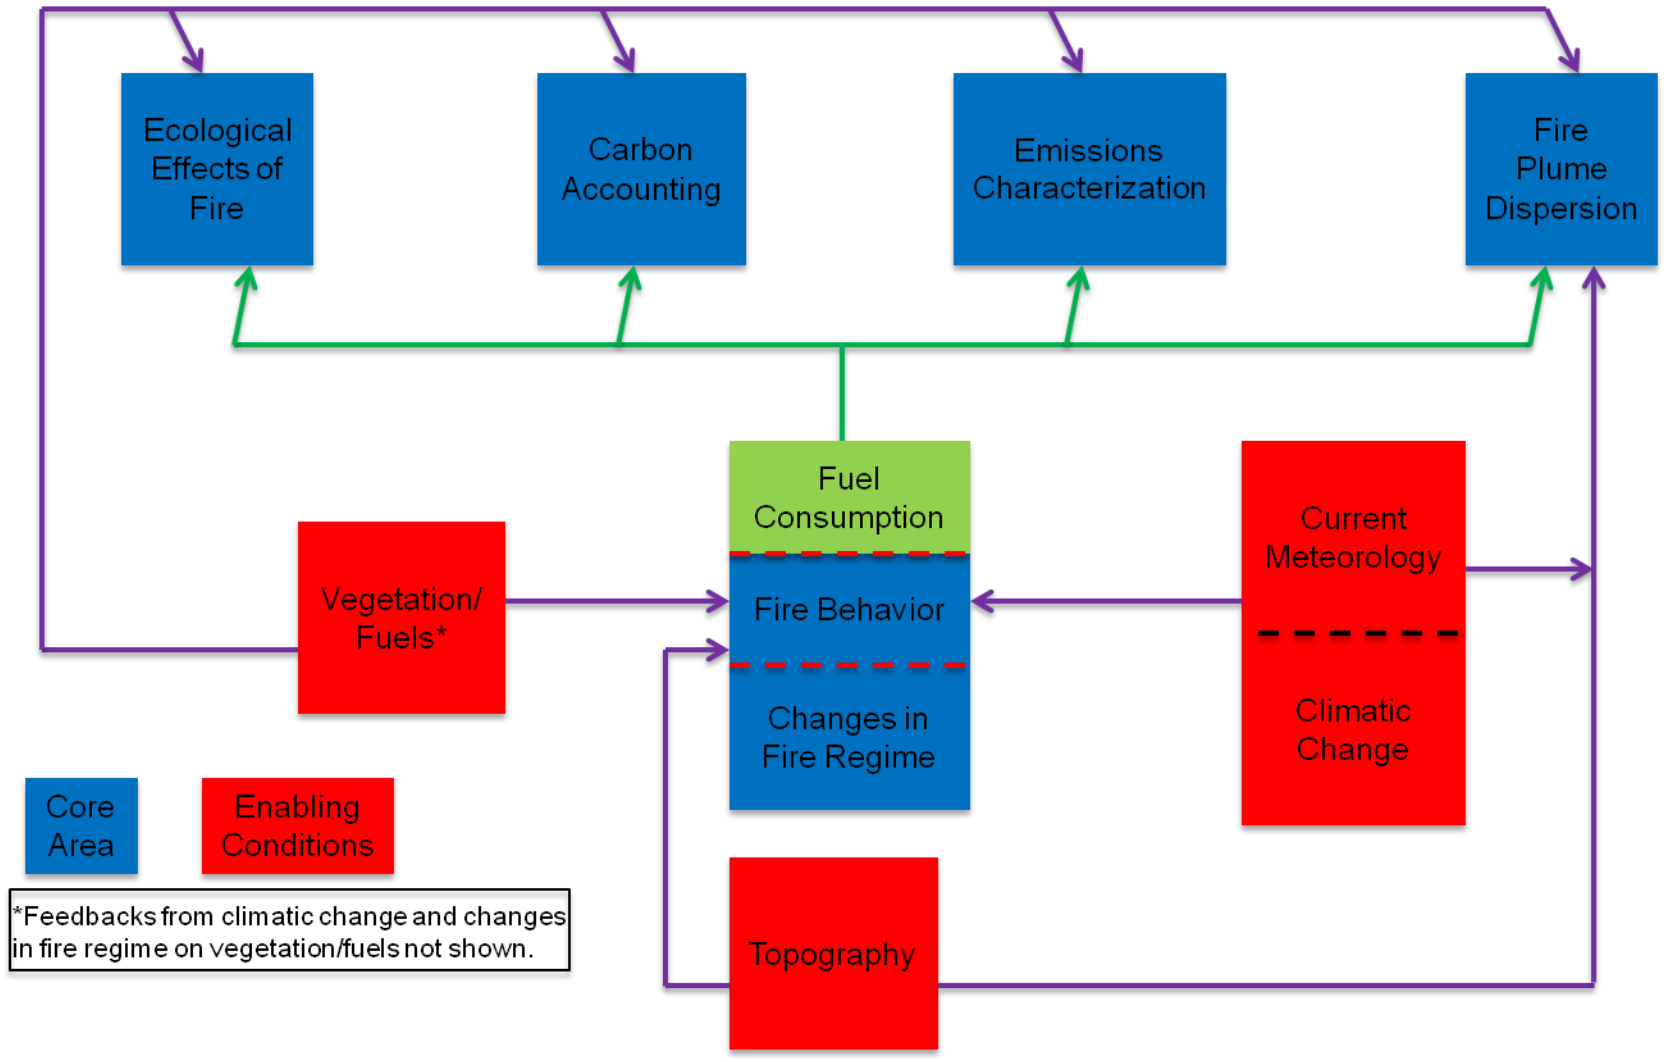 Ecological
Effects of
Fire
Carbon
Accounting
Emissions
Characterization
Fire
Plume
Dispersion
Fuel
Consumption
Fire Behavior
Changes in
Fire Regime
Vegetation/
Fuels*
Current
Meteorology
Climatic
Change
Core
Area
Enabling
Conditions
*Feedbacks from climatic change and changes
in fire regime on vegetation/fuels not shown.
Topography